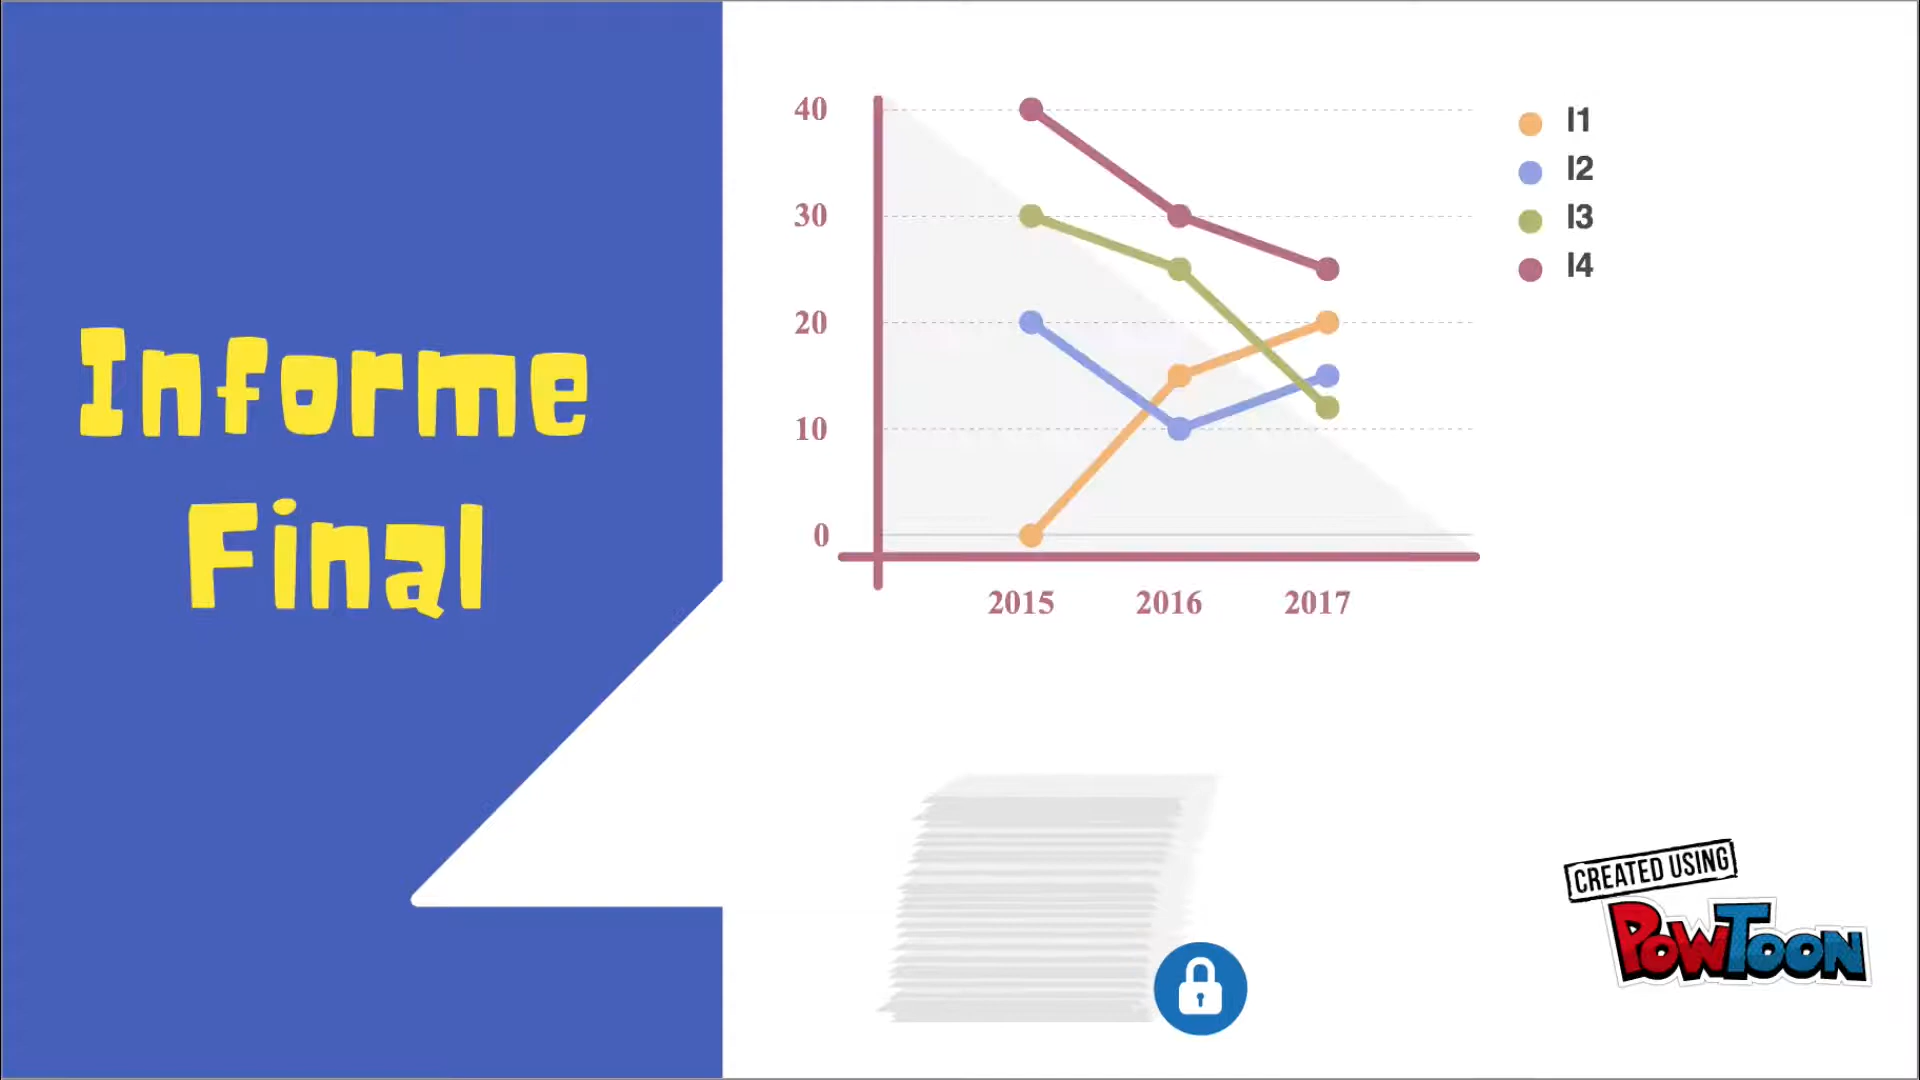 Informe
Final
40
30
20
10
0
2015 2016 2017
I1
I2
I3
I4
CREATED USING
POWTOON